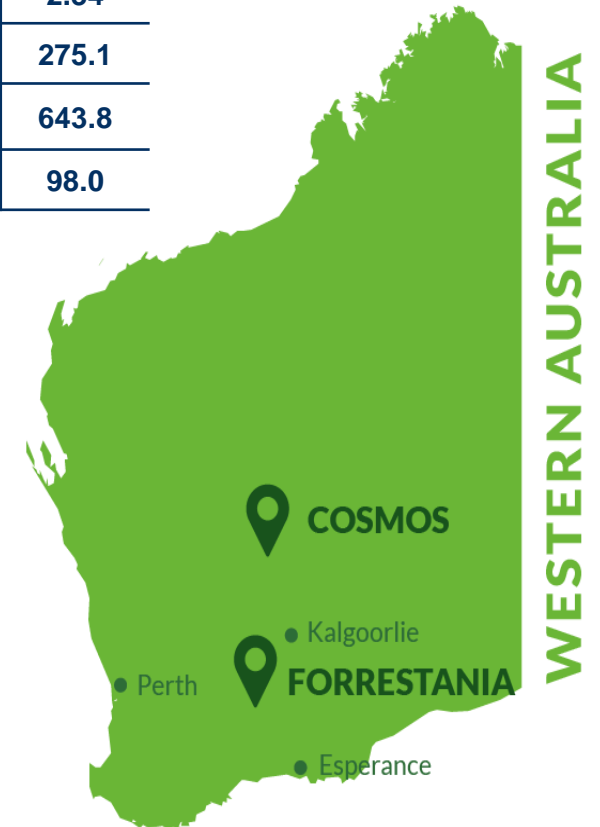 275.1
643.8
98.0
WESTERN AUSTRALIA
COSMOS
Kalgoorlie
FORRESTANIA
Perth
Esperance